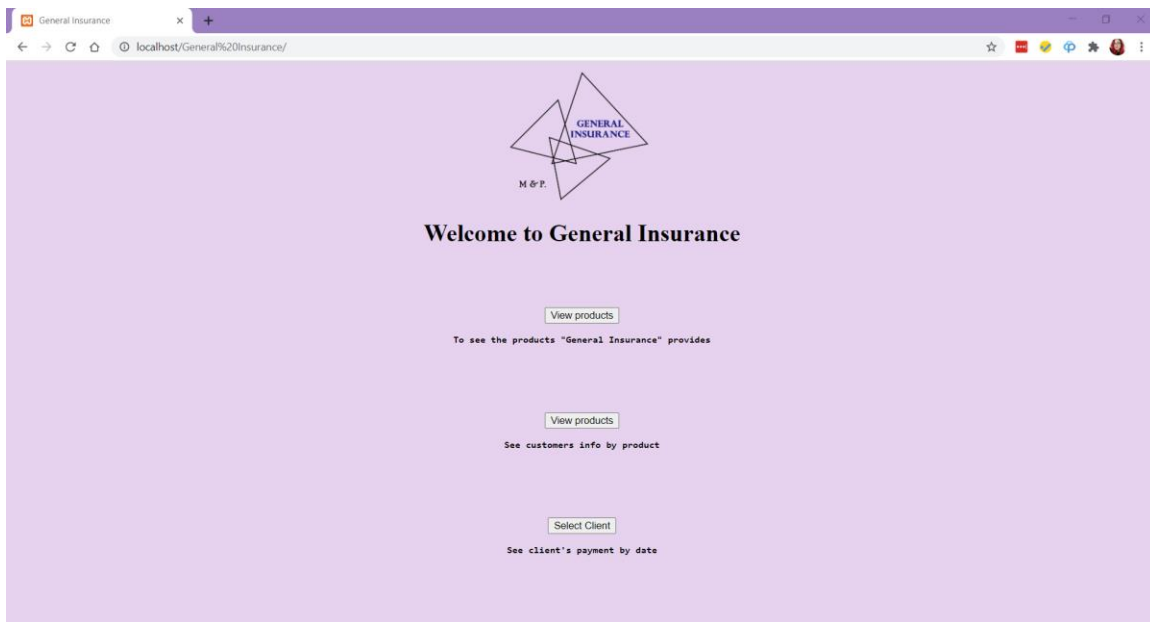 General Insurance
localhost/General%20Insurance/
GENERAL
INSURANCE
M & P.
Welcome to General Insurance
View products
To see the products "General Insurance" provides
View products
See customers info by product
Select Client
See client's payment by date